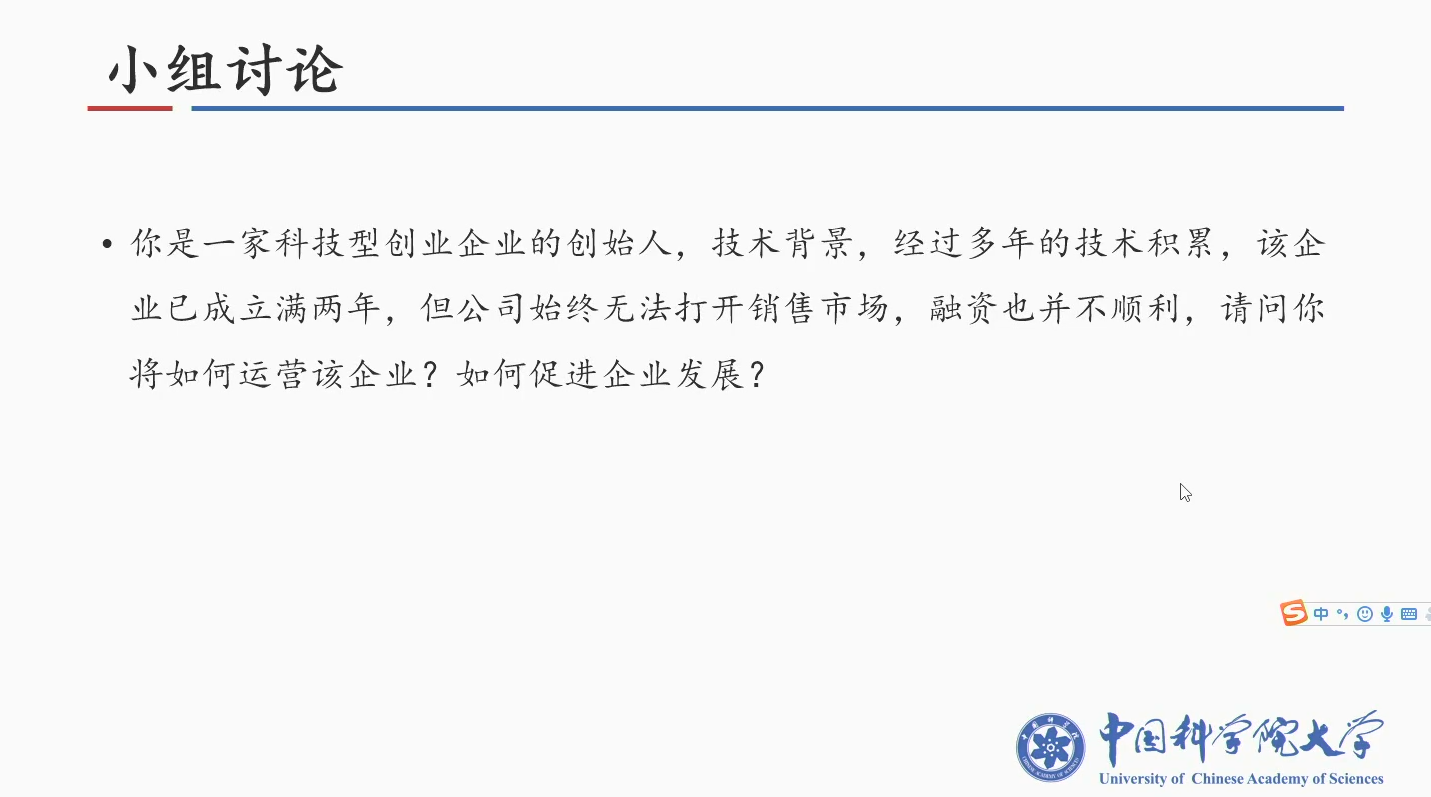 小组讨论
• 你是一家科技型创业企业的创始人，技术背景，经过多年的技术积累，该企
业已成立满两年，但公司始终无法打开销售市场，融资也并不顺利，请问你
将如何运营该企业？如何促进企业发展？
中
中国科学院大学
University of Chinese Academy of Sciences